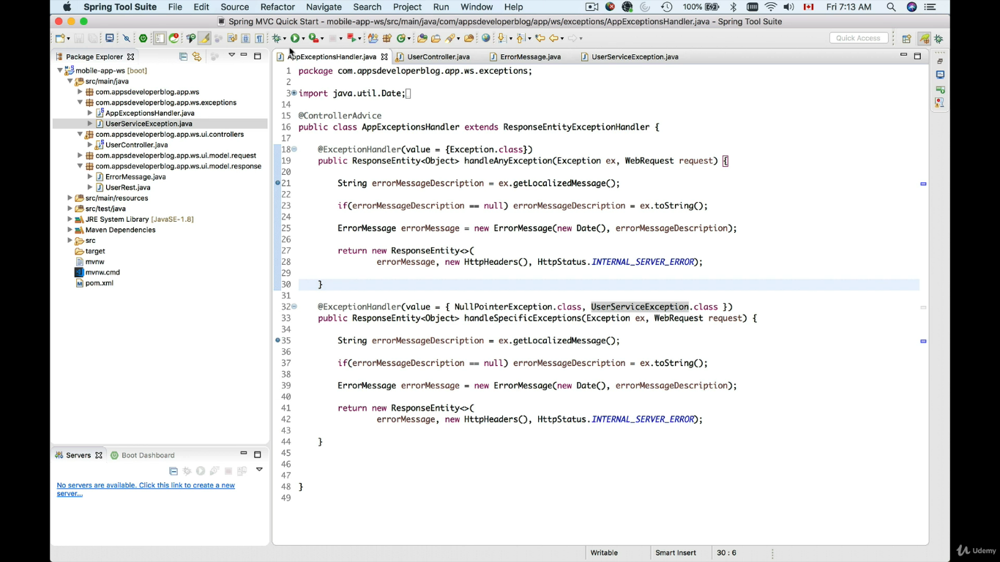 Spring Tool Suite File Edit Source Refactor Navigate Search Project Run Window Help 100% Fri 7:13 AM
Spring MVC Quick Start - mobile-app-ws/src/main/java/com/appsdeveloperblog/app/ws/exceptions/AppExceptionsHandler.java - Spring Tool Suite
Quick Access
Package Explorer
mobile-app-ws [boot]
src/main/java
com.appsdeveloperblog.app.ws
com.appsdeveloperblog.app.ws.exceptions
AppExceptionsHandler.java
UserServiceException.java
com.appsdeveloperblog.app.ws.ui.controllers
UserController.java
com.appsdeveloperblog.app.ws.ui.model.request
com.appsdeveloperblog.app.ws.ui.model.response
ErrorMessage.java
UserRest.java
src/main/resources
src/test/java
JRE System Library [JavaSE-1.8]
Maven Dependencies
src
target
mvnw
mvnw.cmd
pom.xml
Servers Boot Dashboard
No servers are available. Click this link to create a new
server...
AppExceptionsHandler.java UserController.java ErrorMessage.java UserServiceException.java
1 package com.appsdeveloperblog.app.ws.exceptions;
2
3 import java.util.Date;
14
15 @ControllerAdvice
16 public class AppExceptionsHandler extends ResponseEntityExceptionHandler {
17
18 @ExceptionHandler(value = {Exception.class})
19 public ResponseEntity<Object> handleAnyException(Exception ex, WebRequest request) {
20
21 String errorMessageDescription = ex.getLocalizedMessage();
22
23 if(errorMessageDescription == null) errorMessageDescription = ex.toString();
24
25 ErrorMessage errorMessage = new ErrorMessage(new Date(), errorMessageDescription);
26
27 return new ResponseEntity<>(
28 errorMessage, new HttpHeaders(), HttpStatus.INTERNAL_SERVER_ERROR);
29
30 }
31
32 @ExceptionHandler(value = { NullPointerException.class, UserServiceException.class })
33 public ResponseEntity<Object> handleSpecificExceptions(Exception ex, WebRequest request) {
34
35 String errorMessageDescription = ex.getLocalizedMessage();
36
37 if(errorMessageDescription == null) errorMessageDescription = ex.toString();
38
39 ErrorMessage errorMessage = new ErrorMessage(new Date(), errorMessageDescription);
40
41 return new ResponseEntity<>(
42 errorMessage, new HttpHeaders(), HttpStatus.INTERNAL_SERVER_ERROR);
43
44 }
45
46
47
48 }
49
Writable Smart Insert 30 : 6
Udemy